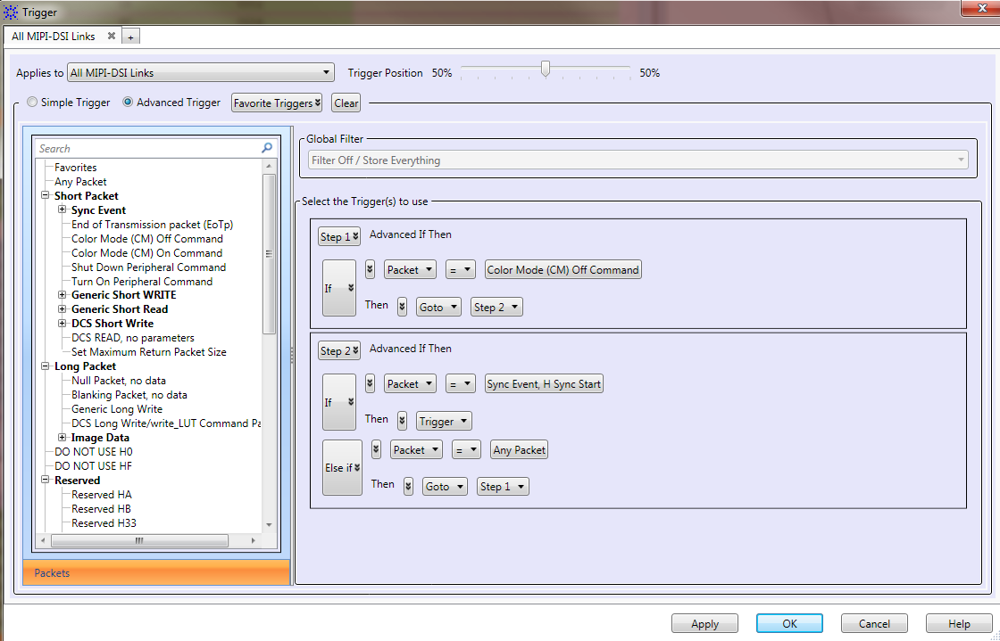 Trigger
All MIPI-DSI Links
+
Applies to All MIPI-DSI Links Trigger Position 50% 50%
Simple Trigger Advanced Trigger Favorite Triggers Clear
Search
Favorites
Any Packet
Short Packet
Sync Event
End of Transmission packet (EoTp)
Color Mode (CM) Off Command
Color Mode (CM) On Command
Shut Down Peripheral Command
Turn On Peripheral Command
Generic Short WRITE
Generic Short Read
DCS Short Write
DCS READ, no parameters
Set Maximum Return Packet Size
Long Packet
Null Packet, no data
Blanking Packet, no data
Generic Long Write
DCS Long Write/write_LUT Command Pa
Image Data
DO NOT USE H0
DO NOT USE HF
Reserved
Reserved HA
Reserved HB
Reserved H33
Packets
Global Filter
Filter Off / Store Everything
Select the Trigger(s) to use
Step 1 Advanced If Then
If Packet = Color Mode (CM) Off Command
Then Goto Step 2
Step 2 Advanced If Then
If Packet = Sync Event, H Sync Start
Then Trigger
Else if Packet = Any Packet
Then Goto Step 1
Apply OK Cancel Help